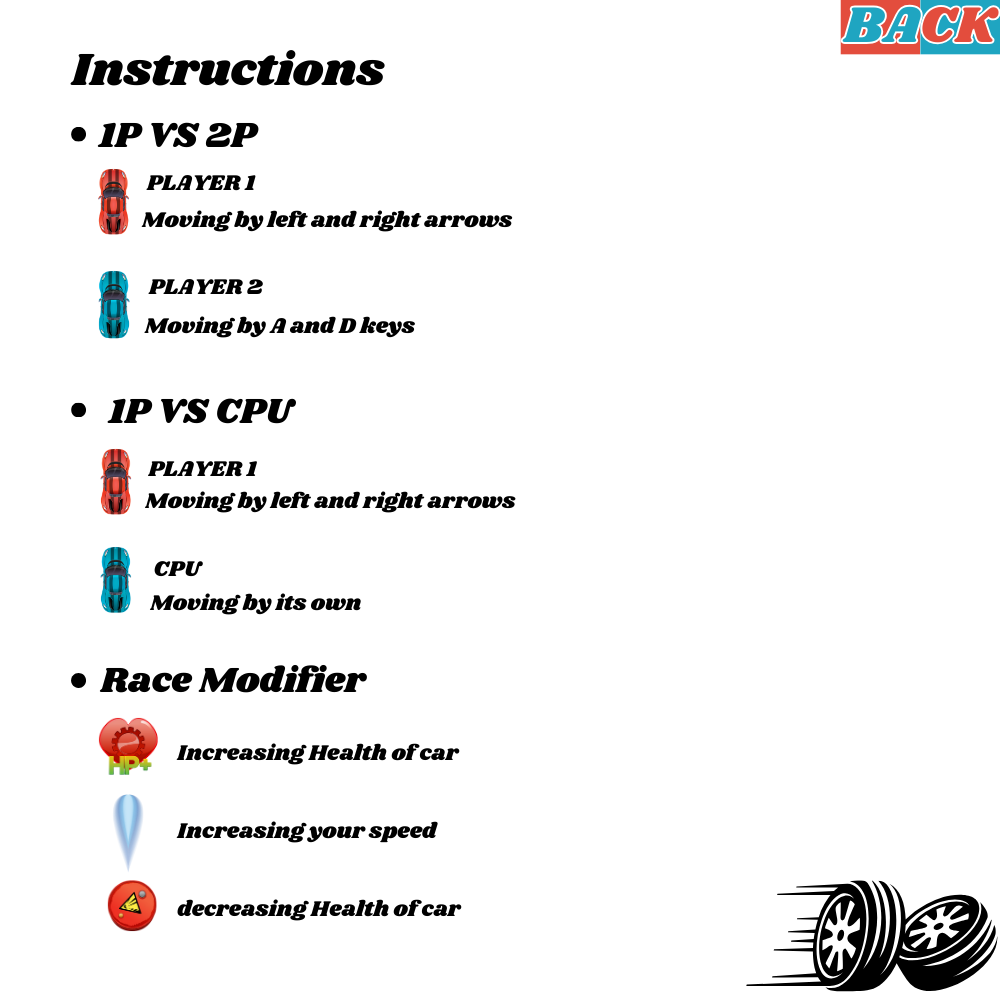 BACK
Instructions
1P VS 2P
PLAYER 1
Moving by left and right arrows
PLAYER 2
Moving by A and D keys
1P VS CPU
PLAYER 1
Moving by left and right arrows
CPU
Moving by its own
Race Modifier
HP+
Increasing Health of car
Increasing your speed
decreasing Health of car